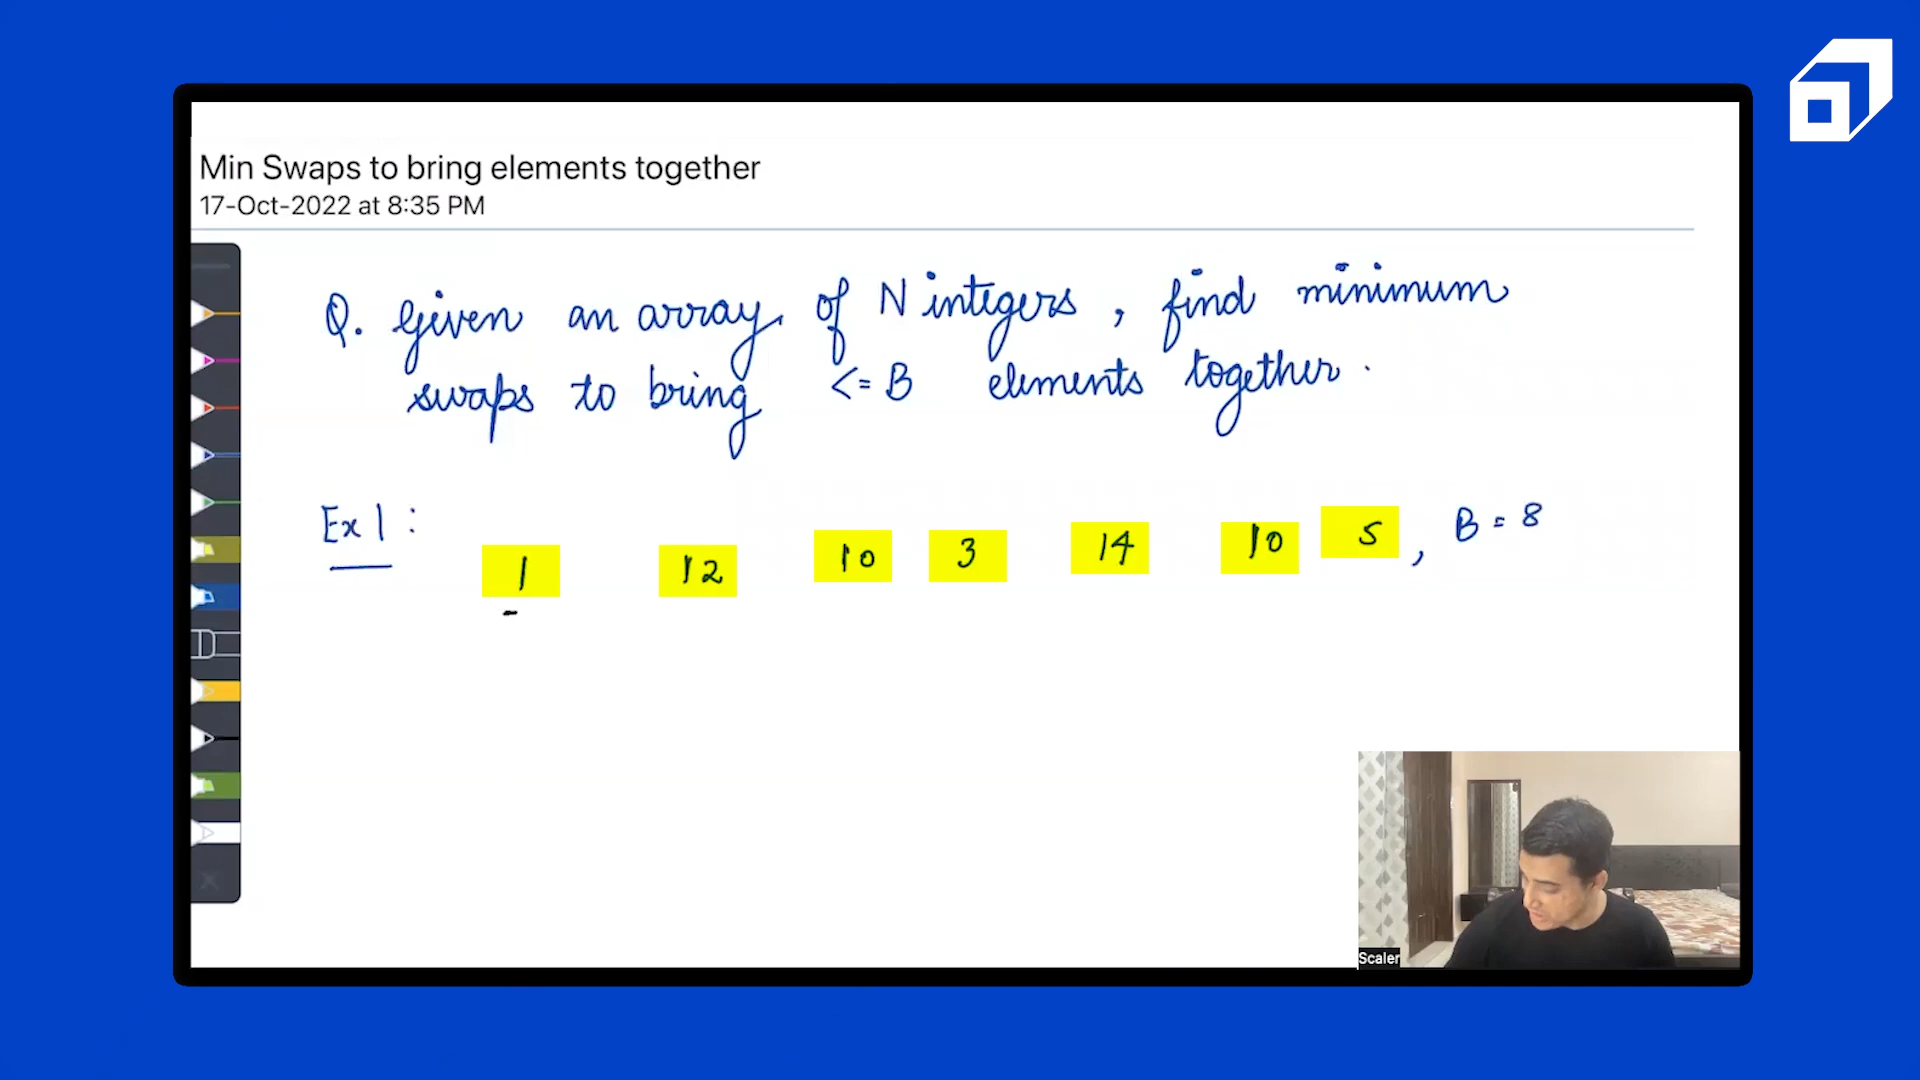 Min Swaps to bring elements together
17-Oct-2022 at 8:35 PM
Q. Given an array of N integers, find minimum
swaps to bring <= B elements together.
Ex 1: 1 12 10 3 14 10 5, B = 8
Scaler